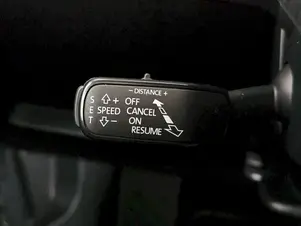 - DISTANCE +
S + OFF
E SPEED CANCEL
T - ON
RESUME